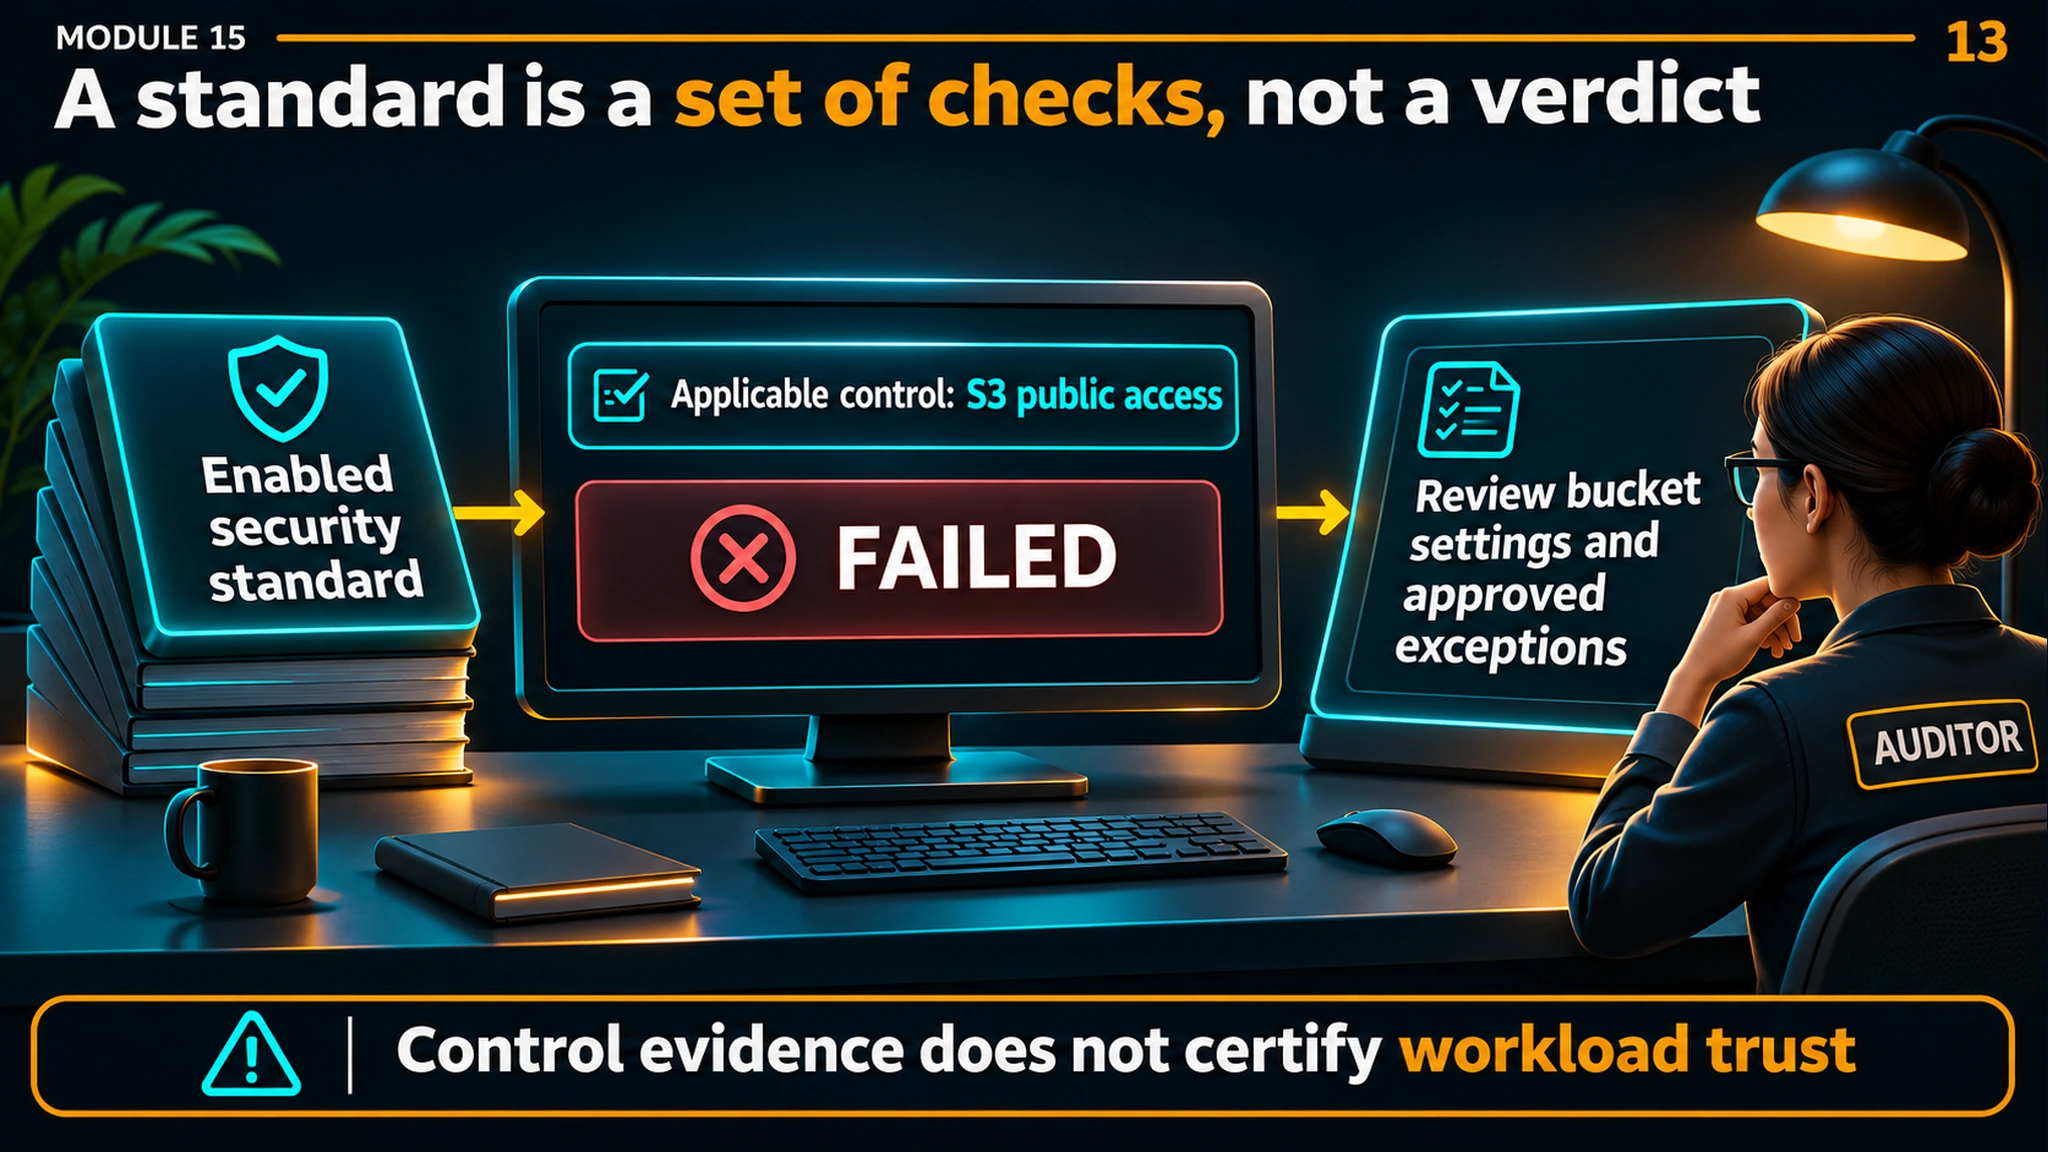 MODULE 15
13
A standard is a set of checks, not a verdict
Enabled
security
standard
Applicable control: S3 public access
FAILED
Review bucket
settings and
approved
exceptions
AUDITOR
Control evidence does not certify workload trust